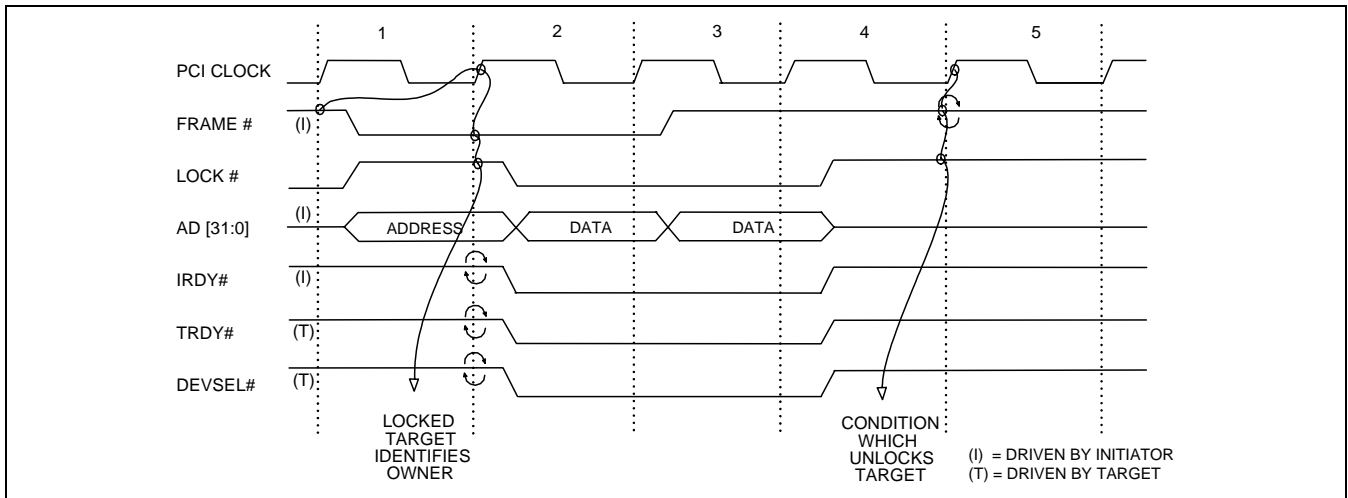 1 2 3 4 5
PCI CLOCK
FRAME # (I)
LOCK #
AD [31:0] (I) ADDRESS DATA DATA
IRDY# (I)
TRDY# (T)
DEVSEL# (T)
LOCKED
TARGET
IDENTIFIES
OWNER
CONDITION
WHICH
UNLOCKS
TARGET
(I) = DRIVEN BY INITIATOR
(T) = DRIVEN BY TARGET